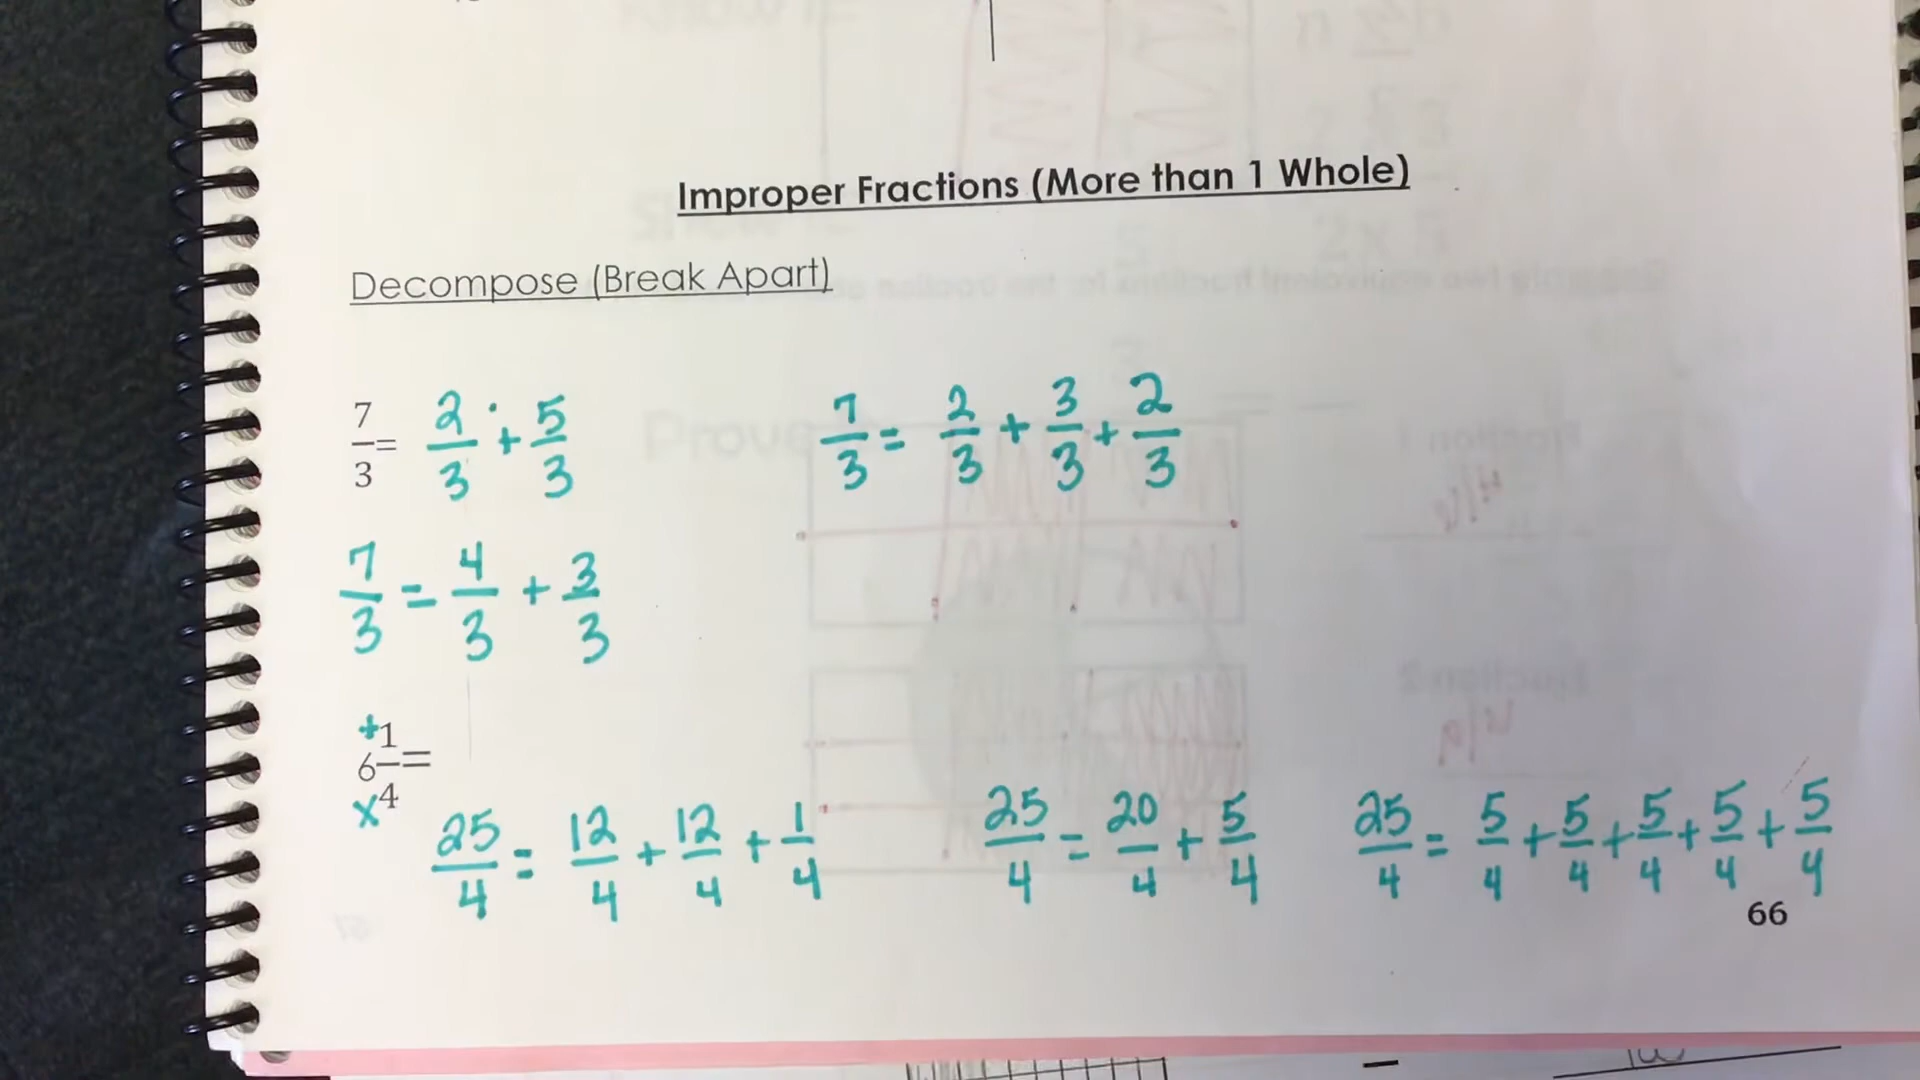 Improper Fractions (More than 1 Whole)
Decompose (Break Apart)
7/3 = 2/3 + 5/3
7/3 = 2/3 + 3/3 + 2/3
7/3 = 4/3 + 3/3
+
6 1/4 =
x
25/4 = 12/4 + 12/4 + 1/4
25/4 = 20/4 + 5/4
25/4 = 5/4 + 5/4 + 5/4 + 5/4 + 5/4
66